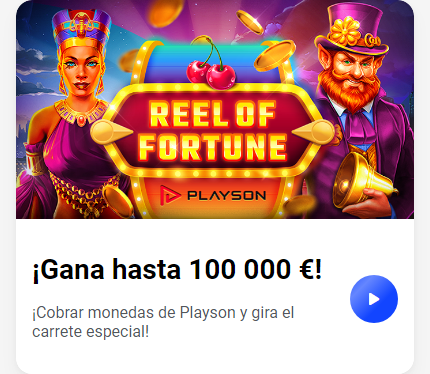 REEL OF
FORTUNE
PLAYSON
¡Gana hasta 100 000 €!
¡Cobrar monedas de Playson y gira el
carrete especial!